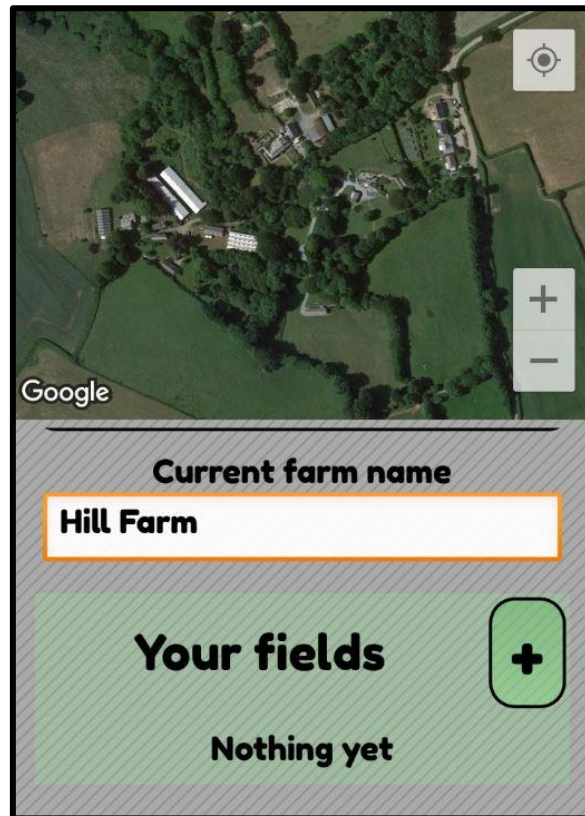 Google
Current farm name
Hill Farm
Your fields
+
Nothing yet